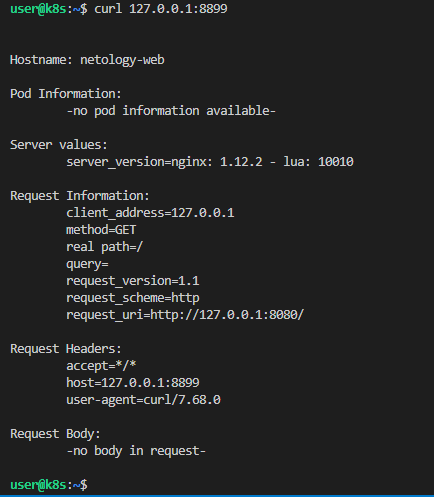 user@k8s:~$ curl 127.0.0.1:8899
Hostname: netology-web
Pod Information:
-no pod information available-
Server values:
server_version=nginx: 1.12.2 - lua: 10010
Request Information:
client_address=127.0.0.1
method=GET
real path=/
query=
request_version=1.1
request_scheme=http
request_uri=http://127.0.0.1:8080/
Request Headers:
accept=*/*
host=127.0.0.1:8899
user-agent=curl/7.68.0
Request Body:
-no body in request-
user@k8s:~$